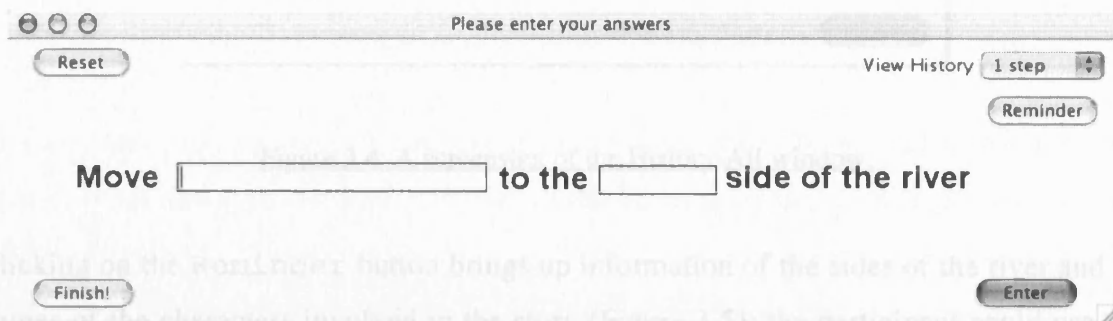 Please enter your answers
Reset
View History 1 step
Reminder
Move to the side of the river
Finish!
Enter